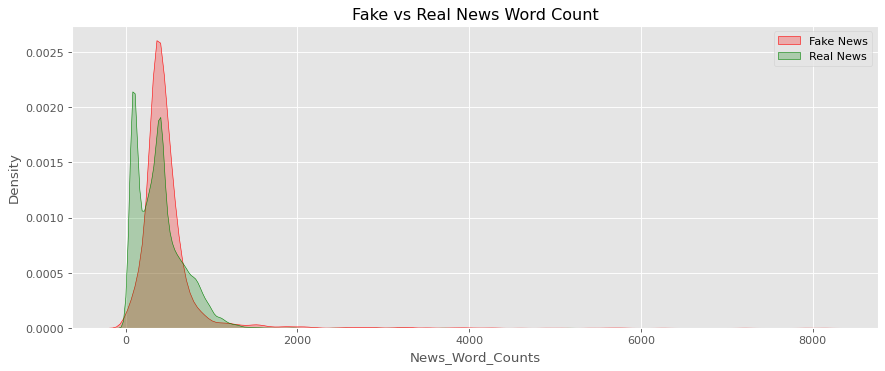 Fake vs Real News Word Count
Fake News
Real News
0.0025
0.0020
0.0015
0.0010
0.0005
0.0000
Density
0
2000
4000
6000
8000
News_Word_Counts